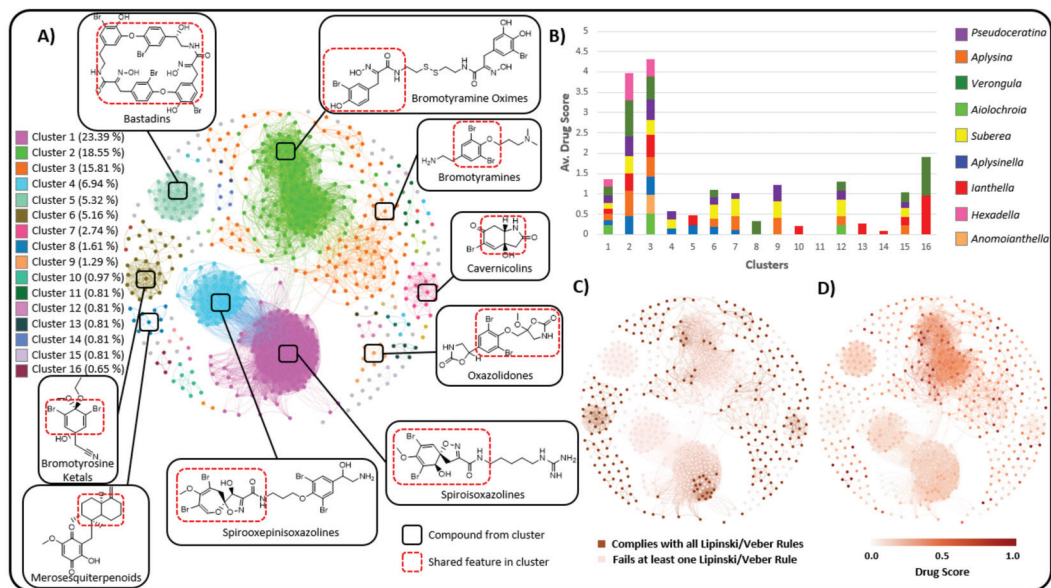 A)
Bastadins
Bromotyramine Oximes
Bromotyramines
Cavernicolins
Oxazolidones
Spiroisoxazolines
Spirooxepinisoxazolines
Bromotyrosine
Ketals
Merosesquiterpenoids
Cluster 1 (23.39 %)
Cluster 2 (18.55 %)
Cluster 3 (15.81 %)
Cluster 4 (6.94 %)
Cluster 5 (5.32 %)
Cluster 6 (5.16 %)
Cluster 7 (2.74 %)
Cluster 8 (1.61 %)
Cluster 9 (1.29 %)
Cluster 10 (0.97 %)
Cluster 11 (0.81 %)
Cluster 12 (0.81 %)
Cluster 13 (0.81 %)
Cluster 14 (0.81 %)
Cluster 15 (0.81 %)
Cluster 16 (0.65 %)
Compound from cluster
Shared feature in cluster
B)
Av. Drug Score
5
4.5
4
3.5
3
2.5
2
1.5
1
0.5
0
1 2 3 4 5 6 7 8 9 10 11 12 13 14 15 16
Clusters
Pseudoceratina
Aplysina
Verongula
Aiolochroia
Suberea
Aplysinella
Ianthella
Hexadella
Anomoianthella
C)
Complies with all Lipinski/Veber Rules
Fails at least one Lipinski/Veber Rule
D)
0.0 0.5 1.0
Drug Score